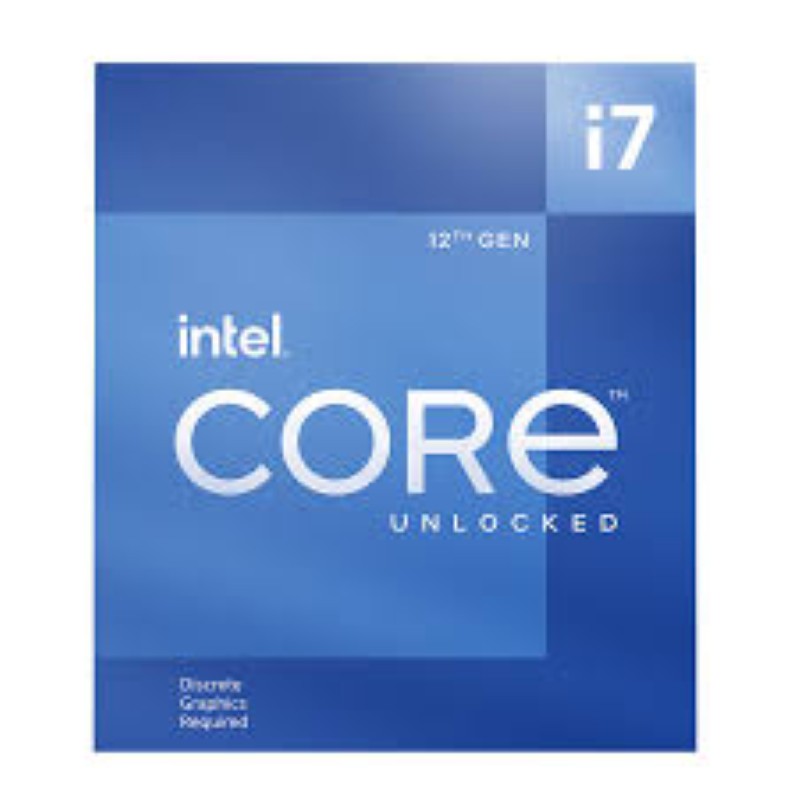 i7
12TH GEN
intel.
CORe™
UNLOCKED
Discrete
Graphics
Required